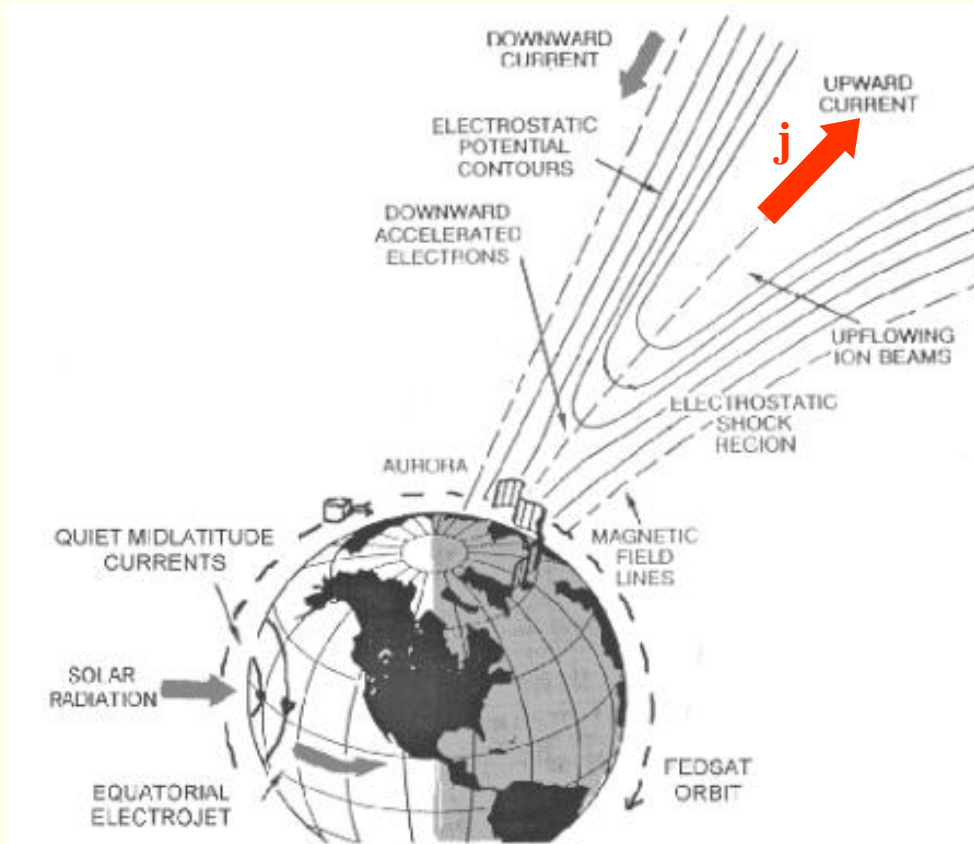 DOWNWARD
CURRENT
UPWARD
CURRENT
j
ELECTROSTATIC
POTENTIAL
CONTOURS
DOWNWARD
ACCELERATED
ELECTRONS
UPFLOWING
ION BEAMS
ELECTROSTATIC
SHOCK
RECION
AURORA
MAGNETIC
FIELD
LINES
QUIET MIDLATITUDE
CURRENTS
SOLAR
RADIATION
EQUATORIAL
ELECTROJET
FEDSAT
ORBIT